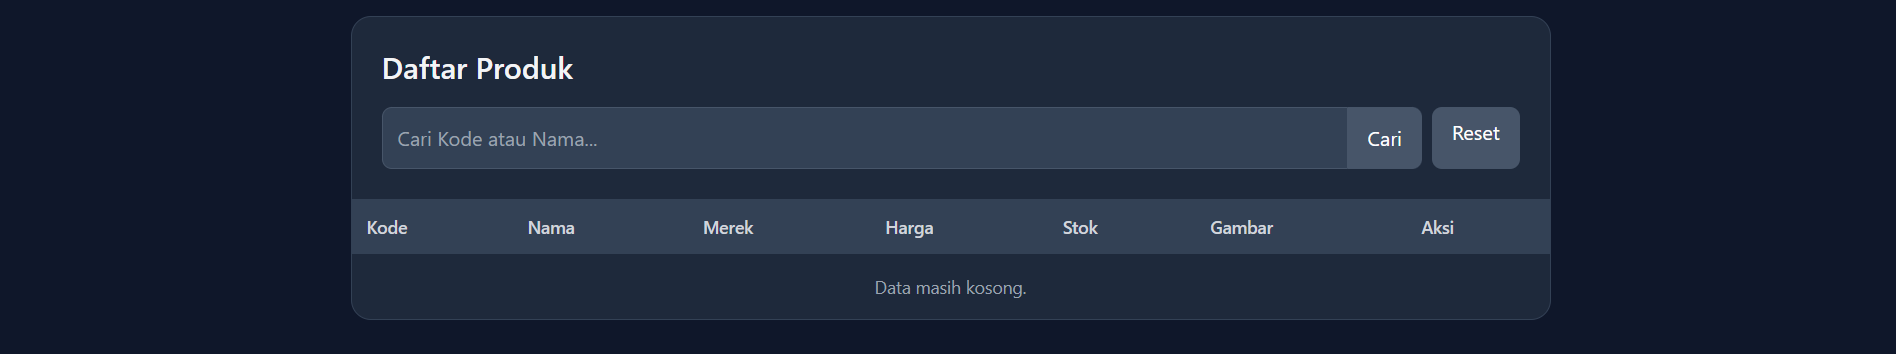 Daftar Produk
Cari Kode atau Nama... Cari Reset
Kode Nama Merek Harga Stok Gambar Aksi
Data masih kosong.